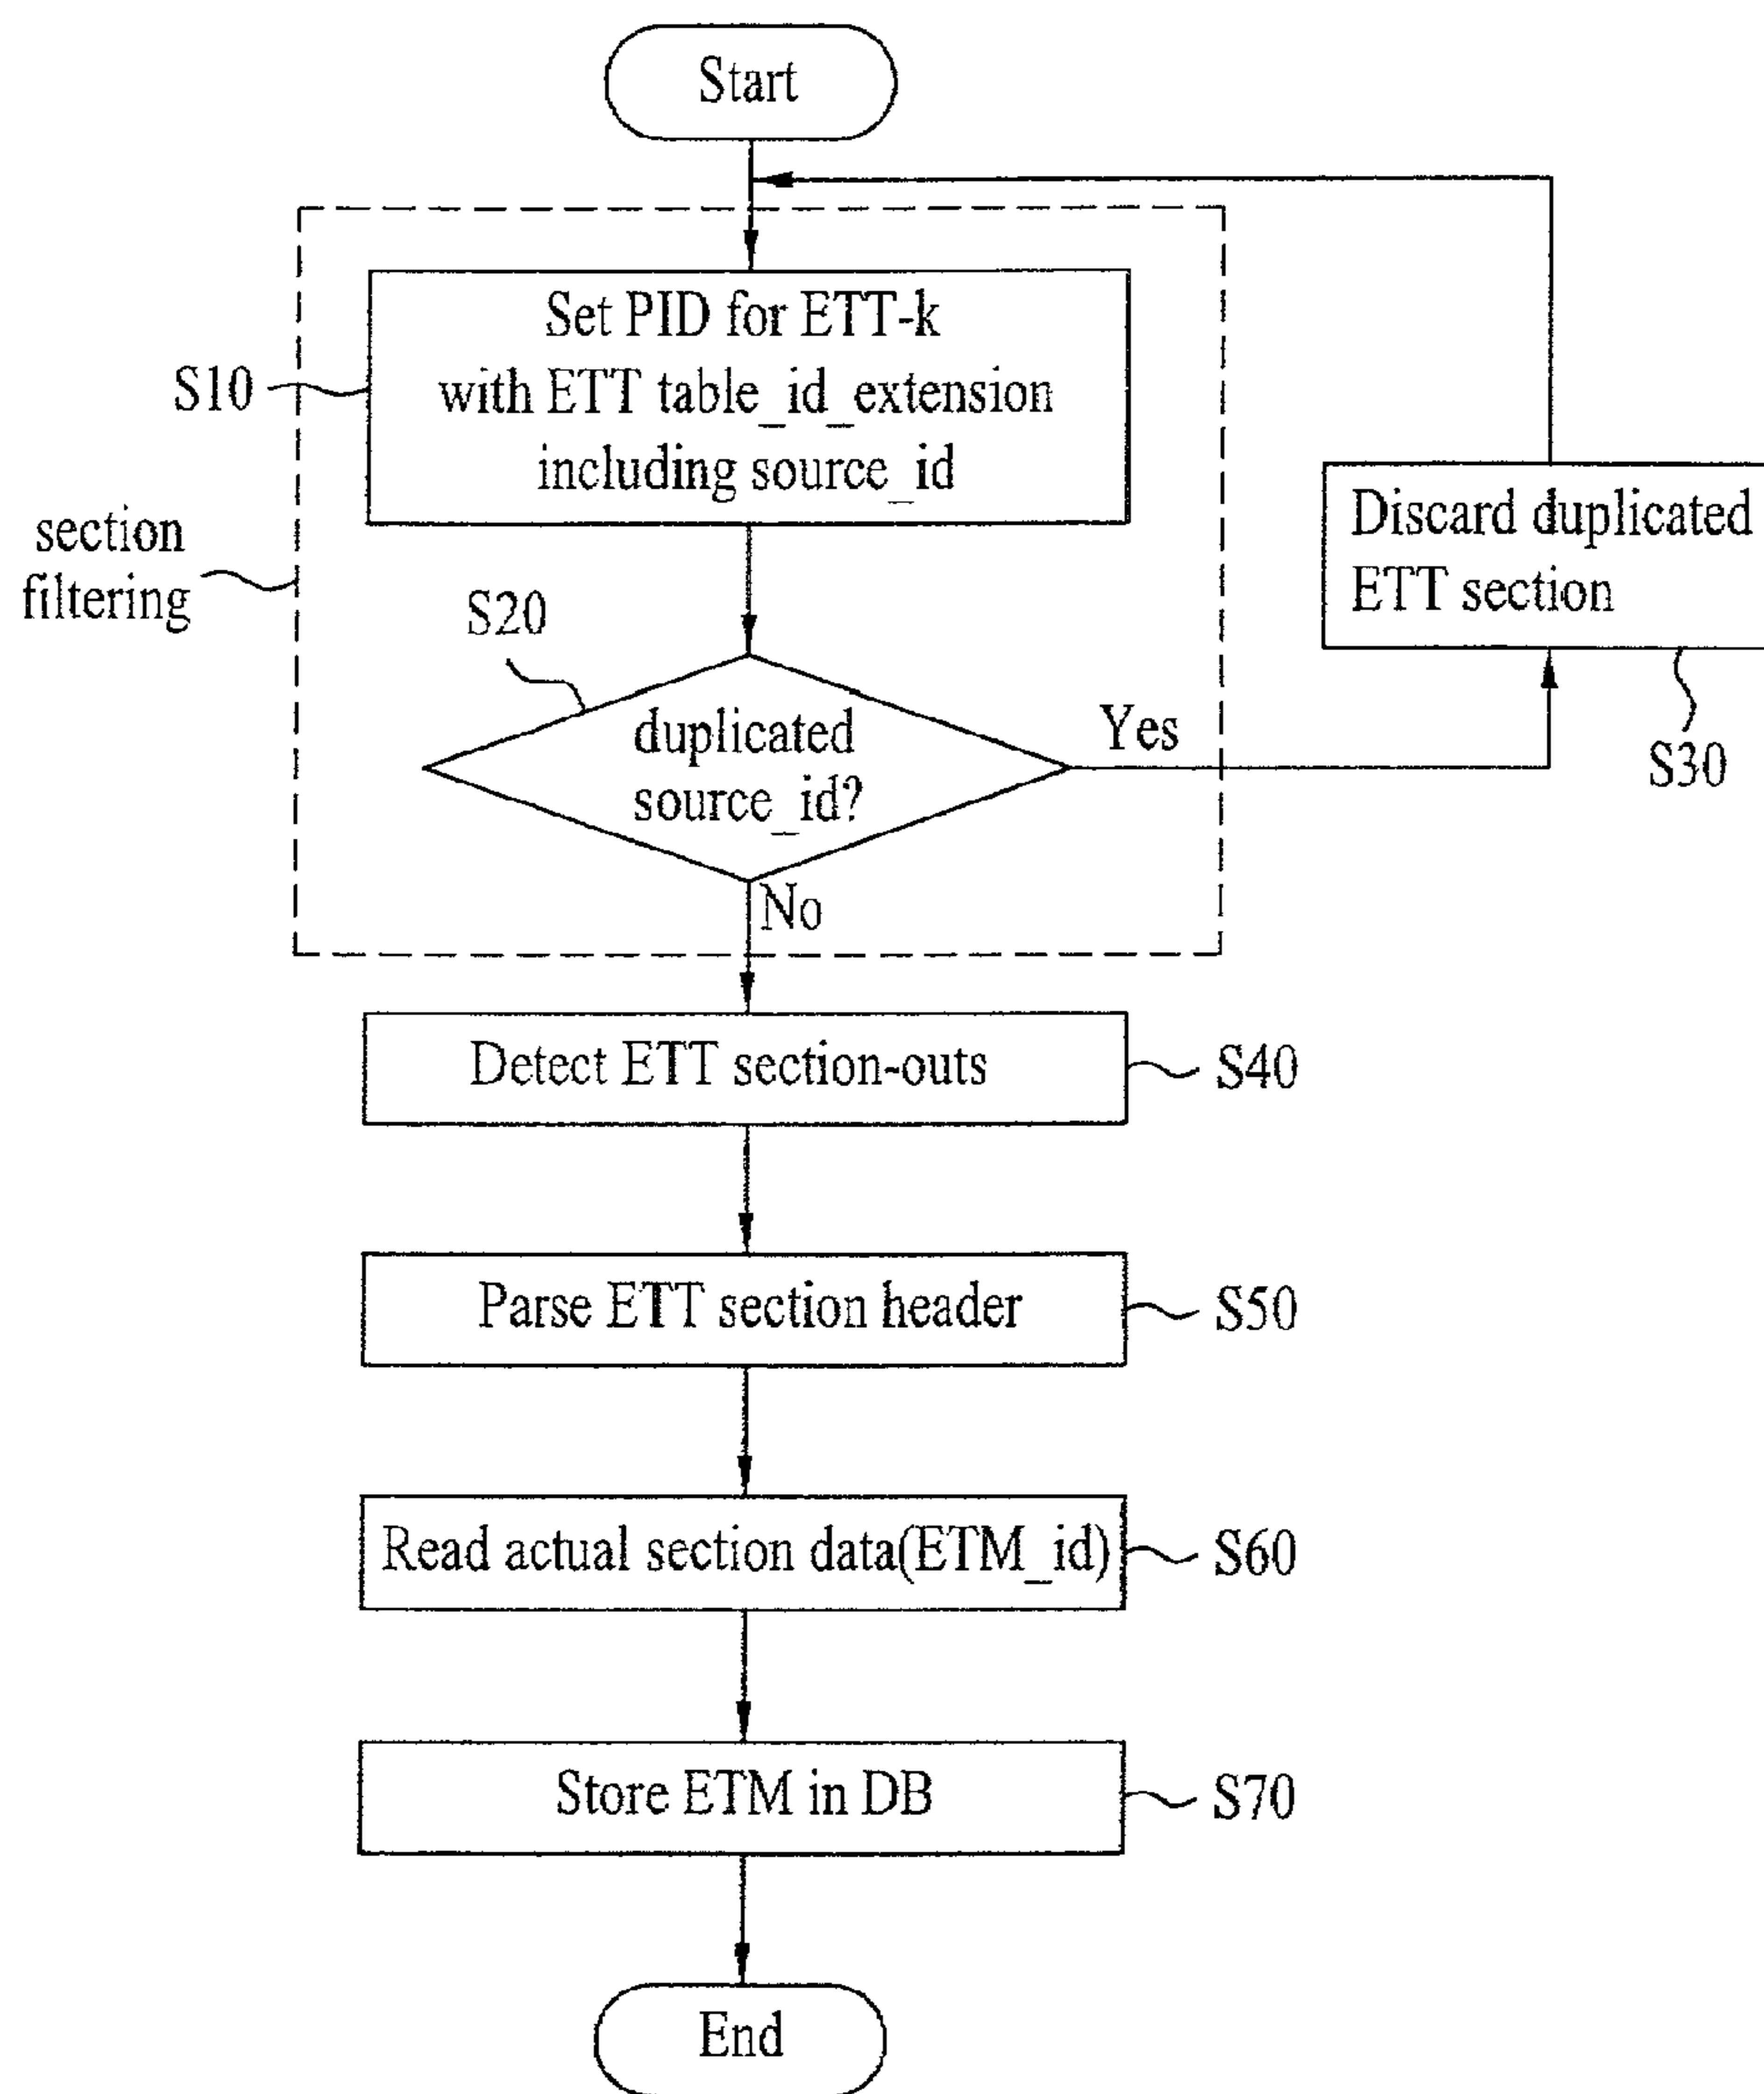 Start
Set PID for ETT-k
with ETT table_id_extension
including source_id
S10
section
filtering
Discard duplicated
ETT section
S30
S20
duplicated
source_id?
Yes
No
Detect ETT section-outs
S40
Parse ETT section header
S50
Read actual section data(ETM_id)
S60
Store ETM in DB
S70
End